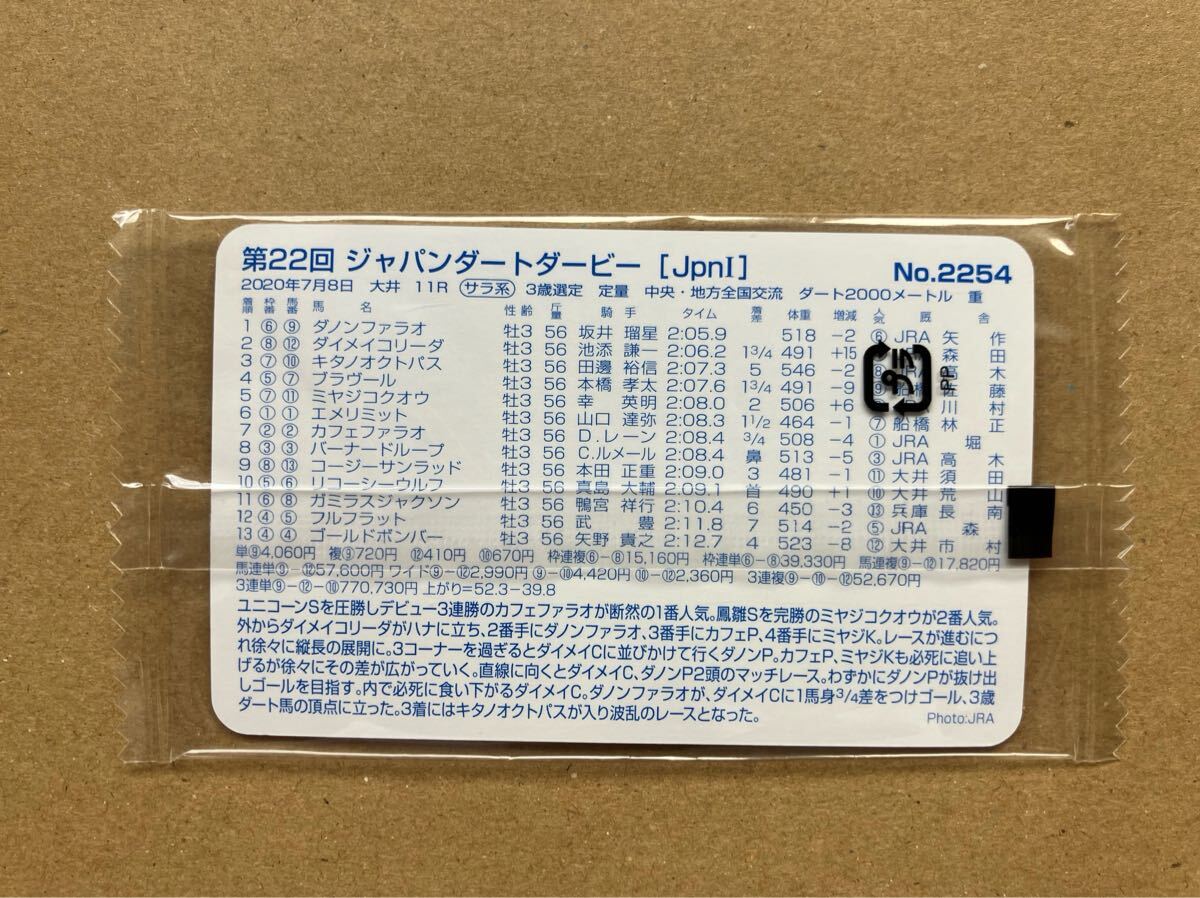 第22回 ジャパンダートダービー [JpnI] No.2254
2020年7月8日 大井 11R サラ系 3歳選定 定量 中央・地方全国交流 ダート2000メートル 重
着順 枠番 馬番 馬名 性齢 斤量 騎手 タイム 着差 体重 増減 人気 厩舎
1 ⑥ ⑨ ダノンファラオ 牡3 56 坂井 瑠星 2:05.9 518 -2 ⑥ JRA 矢作
2 ⑧ ⑫ ダイメイコリーダ 牡3 56 池添 謙一 2:06.2 1 3/4 491 +15 森田
3 ⑦ ⑩ キタノオクトパス 牡3 56 田邊 裕信 2:07.3 5 546 -2 ⑧ JRA 高木
4 ⑤ ⑦ ブラヴール 牡3 56 本橋 孝太 2:07.6 1 3/4 491 -9 ⑨ 船橋 佐藤
5 ⑦ ⑪ ミヤジコクオウ 牡3 56 幸 英明 2:08.0 2 506 +6 川村
6 ① ① エメリミット 牡3 56 山口 達弥 2:08.3 1 1/2 464 -1 ⑦ 船橋 林正
7 ② ② カフェファラオ 牡3 56 D.レーン 2:08.4 3/4 508 -4 ① JRA 堀
8 ③ ③ バーナードループ 牡3 56 C.ルメール 2:08.4 鼻 513 -5 ③ JRA 高木
9 ⑧ ⑬ コージーサンラッド 牡3 56 本田 正重 2:09.0 3 481 -1 ⑪ 大井 須田
10 ⑤ ⑥ リコーシーウルフ 牡3 56 真島 大輔 2:09.1 首 490 +1 ⑩ 大井 荒山
11 ⑥ ⑧ ガミラスジャクソン 牡3 56 鴨宮 祥行 2:10.4 6 450 -3 ⑬ 兵庫 長南
12 ④ ⑤ フルフラット 牡3 56 武 豊 2:11.8 7 514 -2 ⑤ JRA 森
13 ④ ④ ゴールドボンバー 牡3 56 矢野 貴之 2:12.7 4 523 -8 ⑫ 大井 市村
単⑨4,060円 複⑨720円 ⑫410円 ⑩670円 枠連複⑥-⑧15,160円 枠連単⑥-⑧39,330円 馬連複⑨-⑫17,820円
馬連単⑨-⑫57,600円 ワイド⑨-⑫2,990円 ⑨-⑩4,420円 ⑩-⑫2,360円 3連複⑨-⑩-⑫52,670円
3連単⑨-⑫-⑩770,730円 上がり=52.3-39.8
ユニコーンSを圧勝しデビュー3連勝のカフェファラオが断然の1番人気。鳳雛Sを完勝のミヤジコクオウが2番人気。
外からダイメイコリーダがハナに立ち、2番手にダノンファラオ、3番手にカフェP、4番手にミヤジK。レースが進むにつ
れ徐々に縦長の展開に。3コーナーを過ぎるとダイメイCに並びかけて行くダノンP。カフェP、ミヤジKも必死に追い上
げるが徐々にその差が広がっていく。直線に向くとダイメイC、ダノンP2頭のマッチレース。わずかにダノンPが抜け出
しゴールを目指す。内で必死に食い下がるダイメイC。ダノンファラオが、ダイメイCに1馬身3/4差をつけゴール、3歳
ダート馬の頂点に立った。3着にはキタノオクトパスが入り波乱のレースとなった。
Photo:JRA
プラ
PP